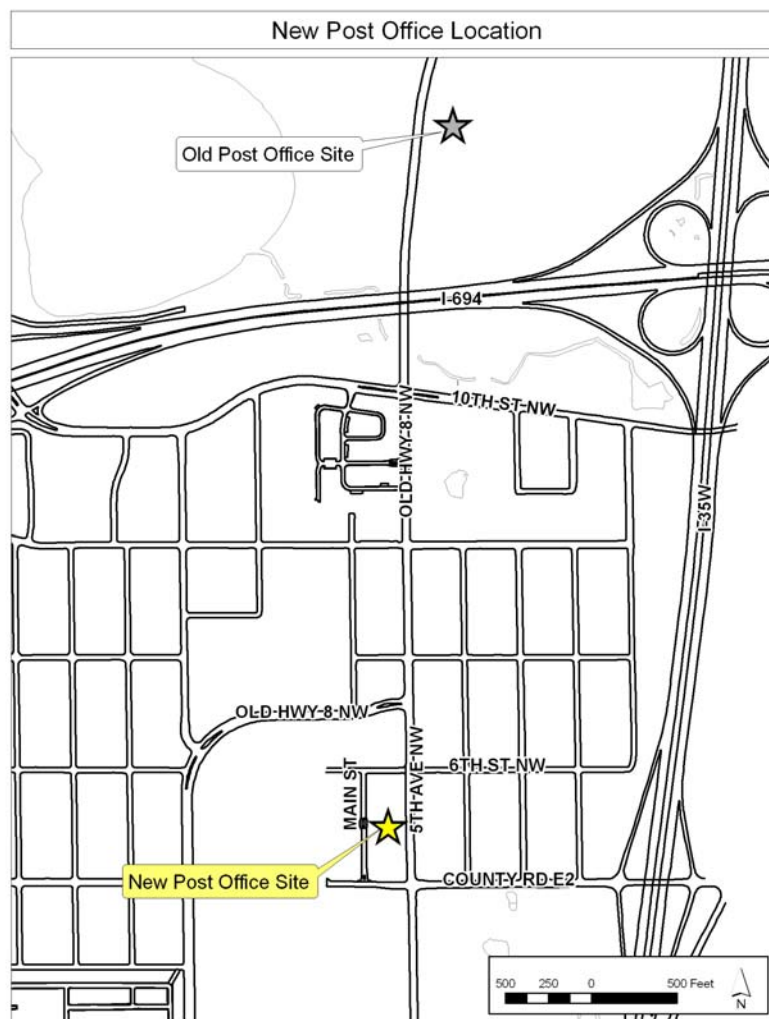 New Post Office Location
Old Post Office Site
I-694
10TH ST NW
OLD HWY 8 NW
I-35W
OLD HWY 8 NW
MAIN ST
5TH AVE NW
6TH ST NW
New Post Office Site
COUNTY RD E2
500 250 0 500 Feet
N